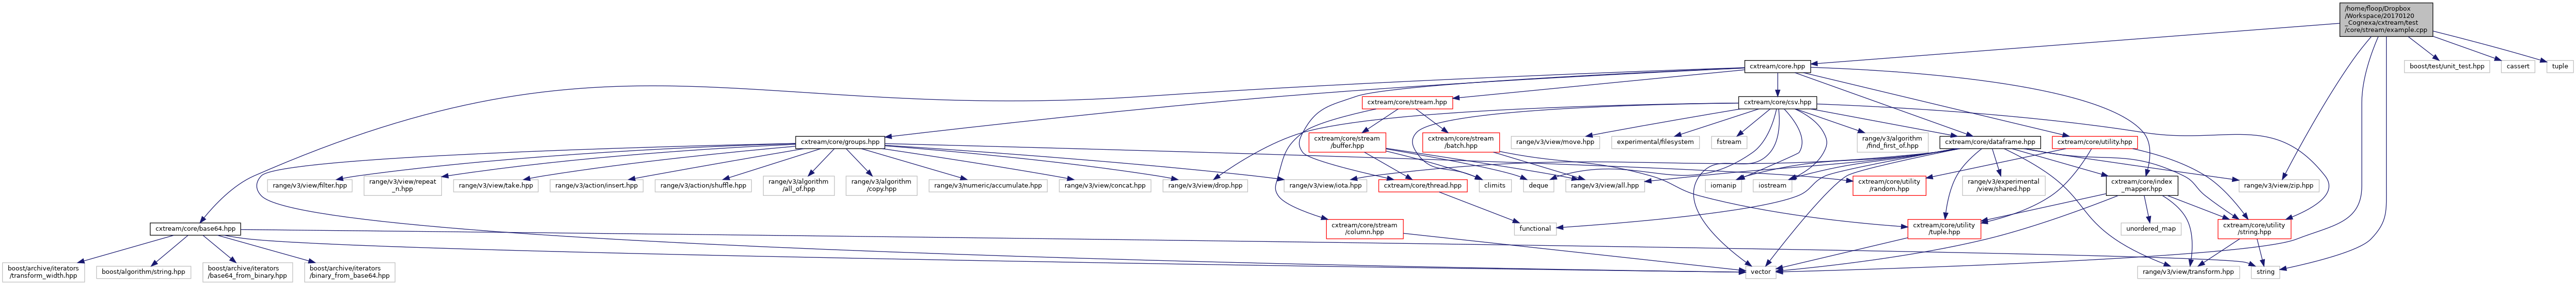 /home/floop/Dropbox
/Workspace/20170120
_Cognexa/cxtream/test
/core/stream/example.cpp
cxtream/core.hpp
boost/test/unit_test.hpp
cassert
tuple
cxtream/core/stream.hpp
cxtream/core/csv.hpp
cxtream/core/groups.hpp
cxtream/core/stream
/buffer.hpp
cxtream/core/stream
/batch.hpp
range/v3/view/move.hpp
experimental/filesystem
fstream
range/v3/algorithm
/find_first_of.hpp
cxtream/core/dataframe.hpp
cxtream/core/utility.hpp
range/v3/view/filter.hpp
range/v3/view/repeat
_n.hpp
range/v3/view/take.hpp
range/v3/action/insert.hpp
range/v3/action/shuffle.hpp
range/v3/algorithm
/all_of.hpp
range/v3/algorithm
/copy.hpp
range/v3/numeric/accumulate.hpp
range/v3/view/concat.hpp
range/v3/view/drop.hpp
range/v3/view/iota.hpp
cxtream/core/thread.hpp
climits
deque
range/v3/view/all.hpp
iomanip
iostream
cxtream/core/utility
/random.hpp
range/v3/experimental
/view/shared.hpp
cxtream/core/index
_mapper.hpp
range/v3/view/zip.hpp
cxtream/core/base64.hpp
cxtream/core/stream
/column.hpp
functional
cxtream/core/utility
/tuple.hpp
unordered_map
cxtream/core/utility
/string.hpp
boost/archive/iterators
/transform_width.hpp
boost/algorithm/string.hpp
boost/archive/iterators
/base64_from_binary.hpp
boost/archive/iterators
/binary_from_base64.hpp
vector
range/v3/view/transform.hpp
string